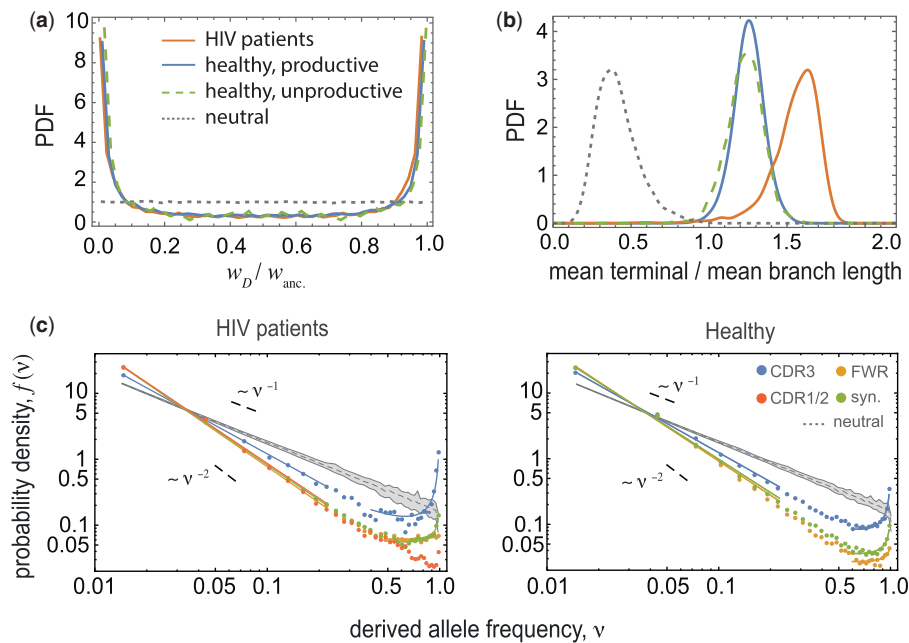 (a)
10
8
6
4
2
0
PDF
HIV patients
healthy, productive
healthy, unproductive
neutral
0.0 0.2 0.4 0.6 0.8 1.0
w_D / w_anc.
(b)
4
3
2
1
0
PDF
0.0 0.5 1.0 1.5 2.0
mean terminal / mean branch length
(c)
HIV patients
probability density, f(ν)
10
5
1
0.5
0.1
0.05
~ ν⁻¹
~ ν⁻²
0.01 0.05 0.1 0.5 1.0
Healthy
10
5
1
0.5
0.1
0.05
CDR3 FWR
CDR1/2 syn.
neutral
~ ν⁻¹
~ ν⁻²
0.01 0.05 0.1 0.5 1.0
derived allele frequency, ν